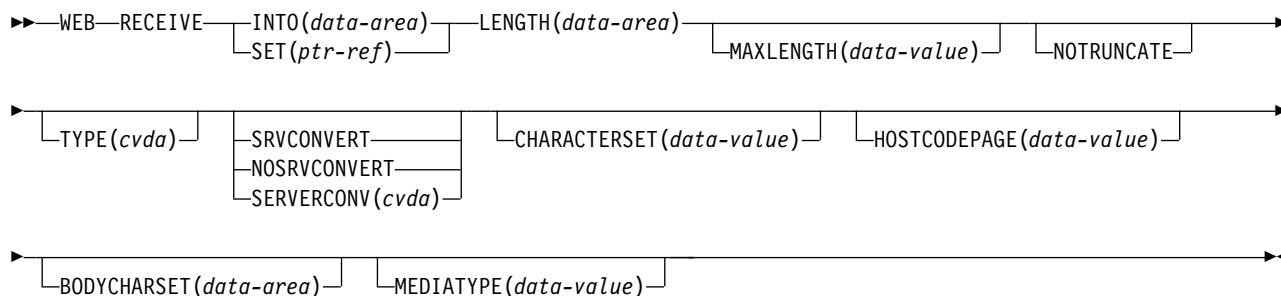 WEB RECEIVE INTO(data-area) LENGTH(data-area)
SET(ptr-ref) MAXLENGTH(data-value) NOTRUNCATE
TYPE(cvda) SRVCONVERT CHARACTERSET(data-value) HOSTCODEPAGE(data-value)
NOSRVCONVERT
SERVERCONV(cvda)
BODYCHARSET(data-area) MEDIATYPE(data-value)